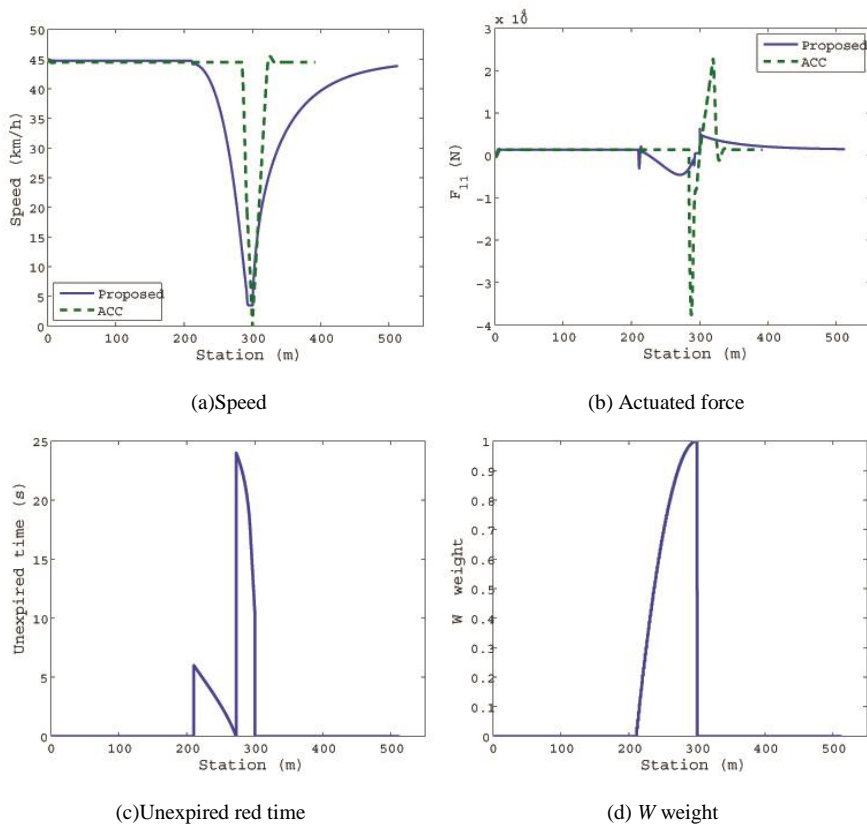 50
45
40
35
30
25
20
15
10
5
0
Speed (km/h)
Proposed
ACC
0 100 200 300 400 500
Station (m)
(a)Speed
x 10^4
3
2
1
0
-1
-2
-3
-4
F_11 (N)
Proposed
ACC
0 100 200 300 400 500
Station (m)
(b) Actuated force
25
20
15
10
5
0
Unexpired time (s)
0 100 200 300 400 500
Station (m)
(c)Unexpired red time
1
0.9
0.8
0.7
0.6
0.5
0.4
0.3
0.2
0.1
0
W weight
0 100 200 300 400 500
Station (m)
(d) W weight